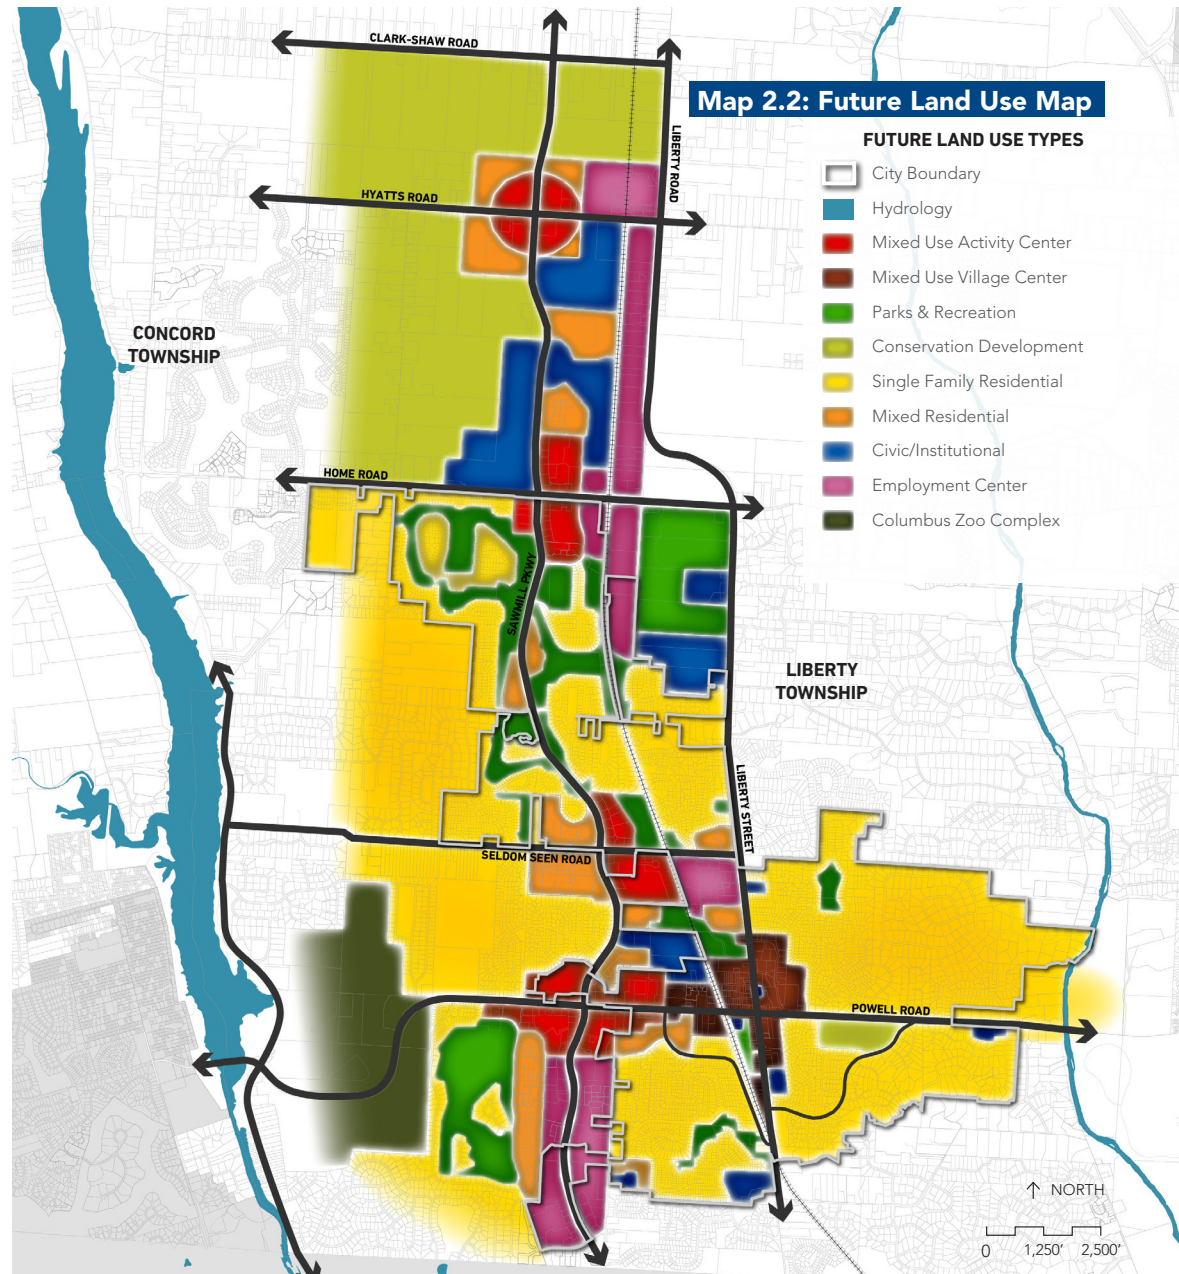 CLARK-SHAW ROAD
Map 2.2: Future Land Use Map
FUTURE LAND USE TYPES
City Boundary
Hydrology
Mixed Use Activity Center
Mixed Use Village Center
Parks & Recreation
Conservation Development
Single Family Residential
Mixed Residential
Civic/Institutional
Employment Center
Columbus Zoo Complex
LIBERTY ROAD
HYATTS ROAD
CONCORD
TOWNSHIP
HOME ROAD
SAWMILL PKWY
LIBERTY
TOWNSHIP
LIBERTY STREET
SELDOM SEEN ROAD
POWELL ROAD
NORTH
0 1,250' 2,500'